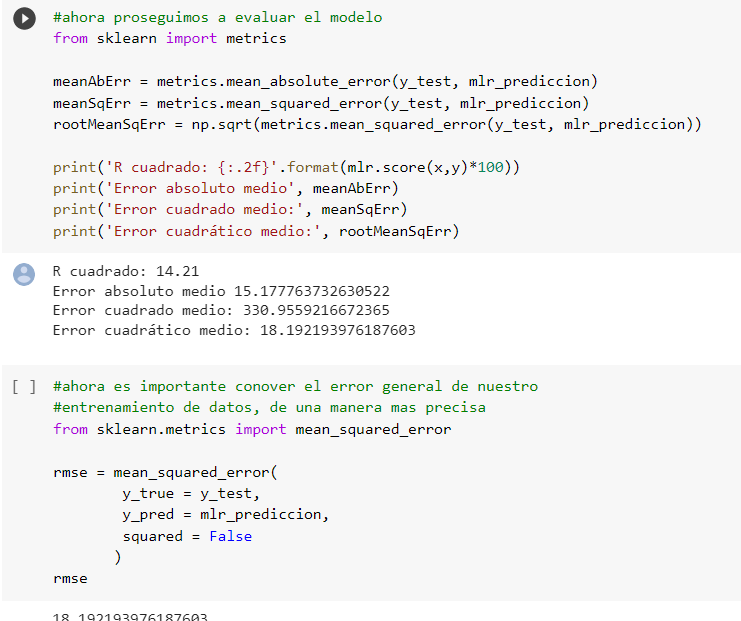 #ahora proseguimos a evaluar el modelo
from sklearn import metrics
meanAbErr = metrics.mean_absolute_error(y_test, mlr_prediccion)
meanSqErr = metrics.mean_squared_error(y_test, mlr_prediccion)
rootMeanSqErr = np.sqrt(metrics.mean_squared_error(y_test, mlr_prediccion))
print('R cuadrado: {:.2f}'.format(mlr.score(x,y)*100))
print('Error absoluto medio', meanAbErr)
print('Error cuadrado medio:', meanSqErr)
print('Error cuadrático medio:', rootMeanSqErr)
R cuadrado: 14.21
Error absoluto medio 15.177763732630522
Error cuadrado medio: 330.9559216672365
Error cuadrático medio: 18.192193976187603
[ ] #ahora es importante conover el error general de nuestro
#entrenamiento de datos, de una manera mas precisa
from sklearn.metrics import mean_squared_error
rmse = mean_squared_error(
y_true = y_test,
y_pred = mlr_prediccion,
squared = False
)
rmse
18.192193976187603